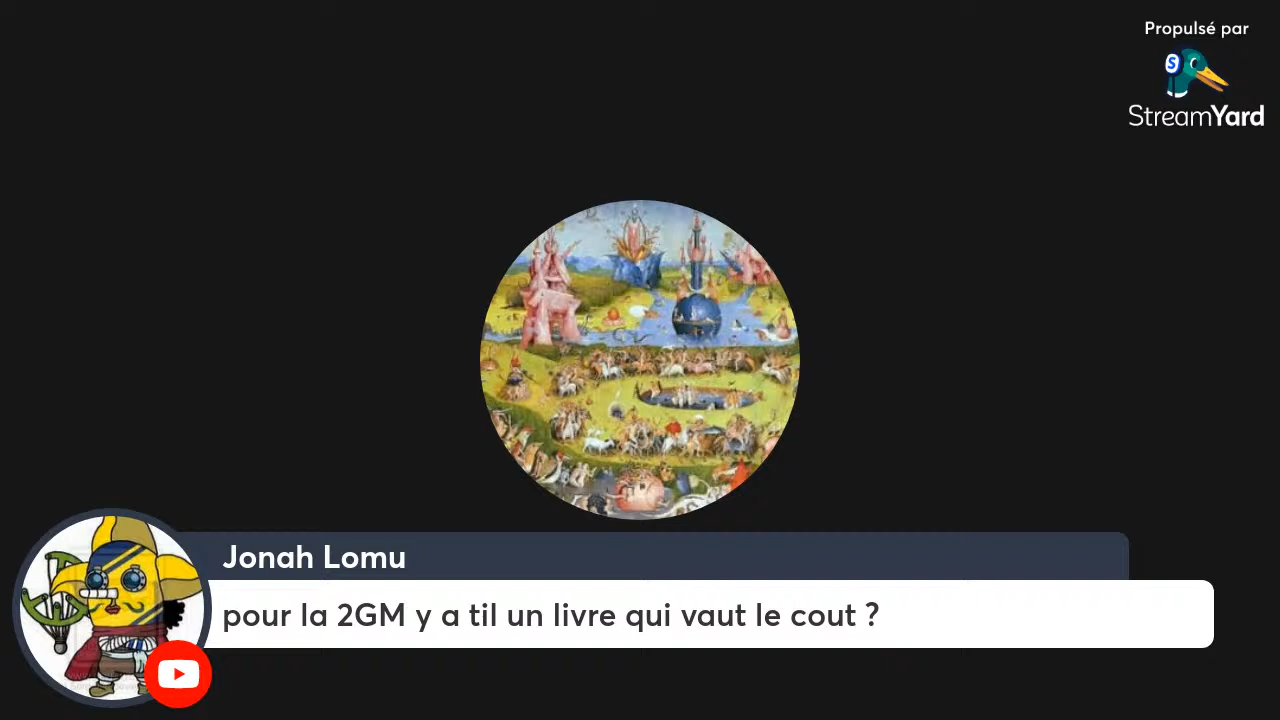 Propulsé par
StreamYard
Jonah Lomu
pour la 2GM y a til un livre qui vaut le cout ?